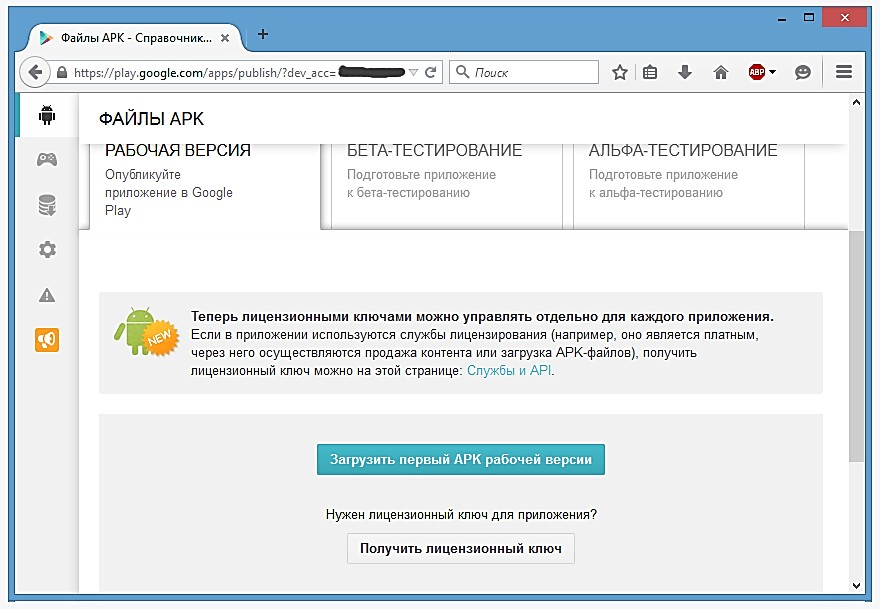 Файлы APK - Справочник...
https://play.google.com/apps/publish/?dev_acc=
Поиск
ABP
ФАЙЛЫ APK
РАБОЧАЯ ВЕРСИЯ
Опубликуйте
приложение в Google
Play
БЕТА-ТЕСТИРОВАНИЕ
Подготовьте приложение
к бета-тестированию
АЛЬФА-ТЕСТИРОВАНИЕ
Подготовьте приложение
к альфа-тестированию
NEW
Теперь лицензионными ключами можно управлять отдельно для каждого приложения.
Если в приложении используются службы лицензирования (например, оно является платным,
через него осуществляются продажа контента или загрузка APK-файлов), получить
лицензионный ключ можно на этой странице: Службы и API.
Загрузить первый APK рабочей версии
Нужен лицензионный ключ для приложения?
Получить лицензионный ключ